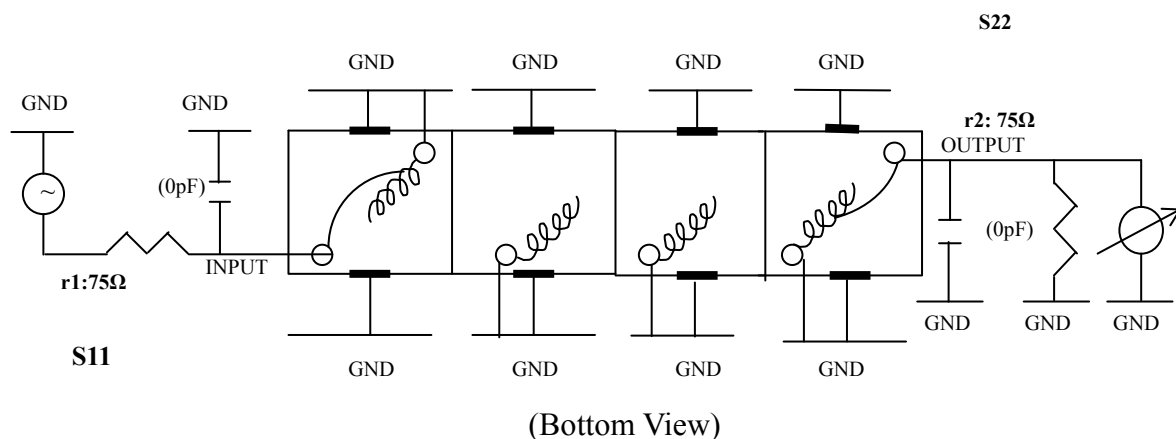 S22
GND GND GND GND
GND GND
r2: 75Ω
OUTPUT
~
(0pF)
(0pF)
INPUT
r1:75Ω
GND GND GND
S11
GND GND GND GND
(Bottom View)